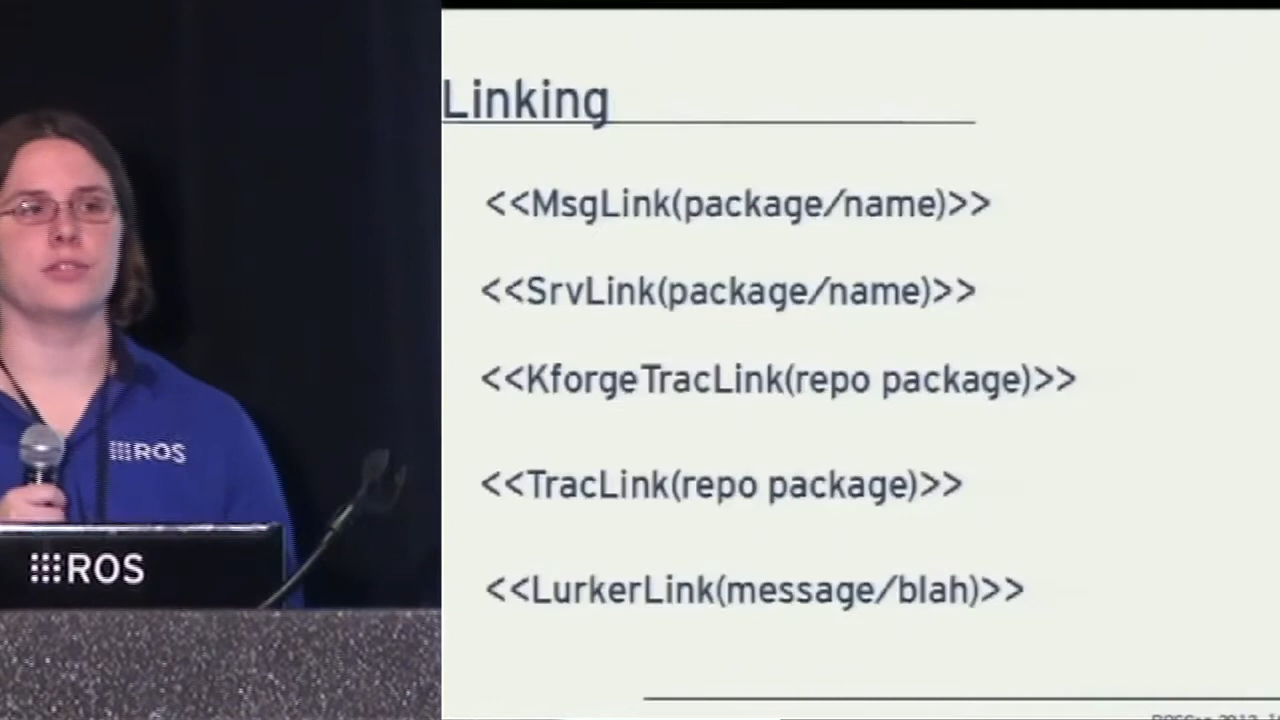 Linking
<<MsgLink(package/name)>>
<<SrvLink(package/name)>>
<<KforgeTracLink(repo package)>>
<<TracLink(repo package)>>
<<LurkerLink(message/blah)>>
ROS
ROS